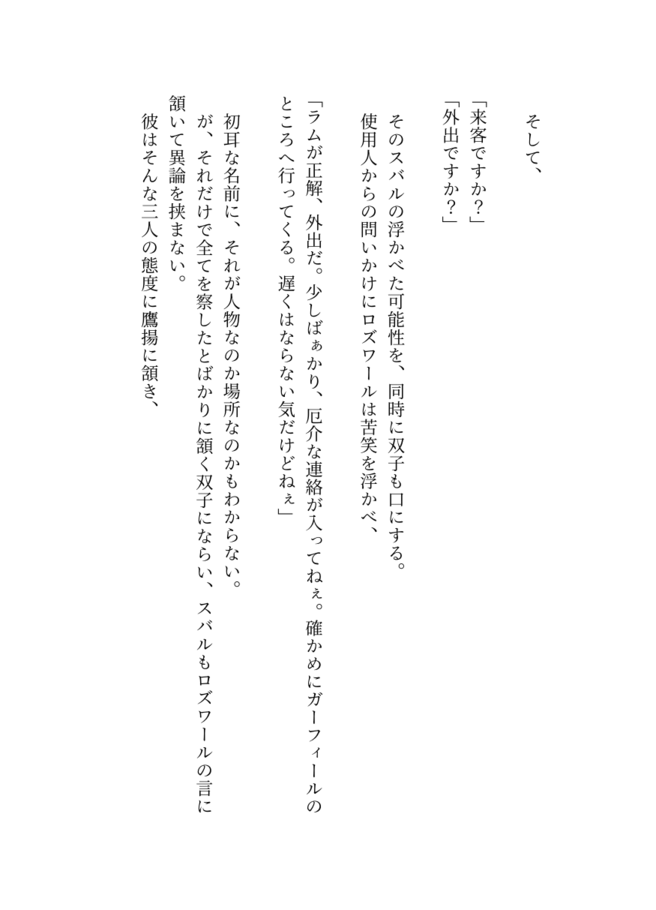 そして、
「来客ですか?」
「外出ですか?」
そのスバルの浮かべた可能性を、同時に双子も口にする。
使用人からの問いかけにロズワールは苦笑を浮かべ、
「ラムが正解、外出だ。少しばぁかり、厄介な連絡が入ってねぇ。確かめにガーフィールの
ところへ行ってくる。遅くはならない気だけどねぇ」
初耳な名前に、それが人物なのか場所なのかもわからない。
が、それだけで全てを察したとばかりに頷く双子にならい、スバルもロズワールの言に
頷いて異論を挟まない。
彼はそんな三人の態度に鷹揚に頷き、